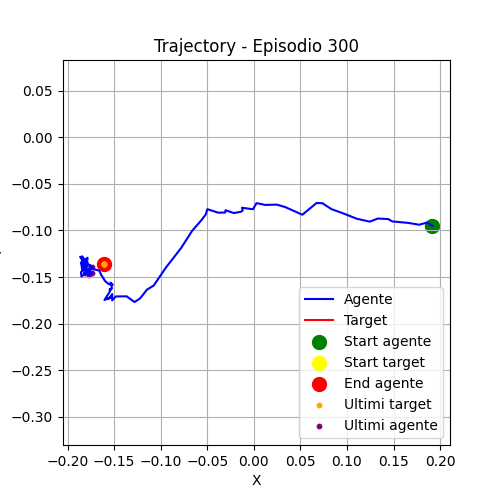 Trajectory - Episodio 300
0.05
0.00
−0.05
−0.10
−0.15
−0.20
−0.25
−0.30
−0.20 −0.15 −0.10 −0.05 0.00 0.05 0.10 0.15 0.20
X
Agente
Target
Start agente
Start target
End agente
Ultimi target
Ultimi agente